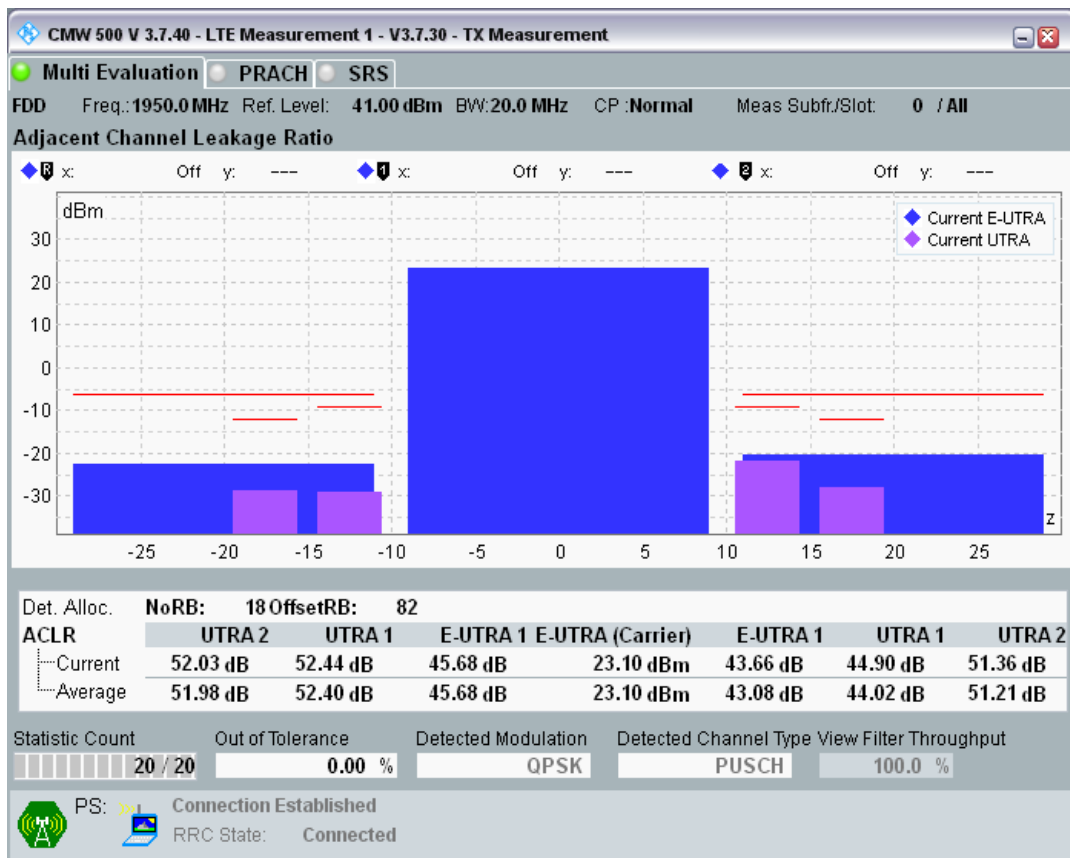 CMW 500 V 3.7.40 - LTE Measurement 1 - V3.7.30 - TX Measurement
Multi Evaluation PRACH SRS
FDD Freq.: 1950.0 MHz Ref. Level: 41.00 dBm BW: 20.0 MHz CP : Normal Meas Subfr./Slot: 0 / All
Adjacent Channel Leakage Ratio
R x: Off y: --- 1 x: Off y: --- 2 x: Off y: ---
dBm
Current E-UTRA
Current UTRA
30
20
10
0
-10
-20
-30
z
-25 -20 -15 -10 -5 0 5 10 15 20 25
Det. Alloc. NoRB: 18 OffsetRB: 82
ACLR UTRA 2 UTRA 1 E-UTRA 1 E-UTRA (Carrier) E-UTRA 1 UTRA 1 UTRA 2
Current 52.03 dB 52.44 dB 45.68 dB 23.10 dBm 43.66 dB 44.90 dB 51.36 dB
Average 51.98 dB 52.40 dB 45.68 dB 23.10 dBm 43.08 dB 44.02 dB 51.21 dB
Statistic Count Out of Tolerance Detected Modulation Detected Channel Type View Filter Throughput
20 / 20 0.00 % QPSK PUSCH 100.0 %
PS: Connection Established
RRC State: Connected